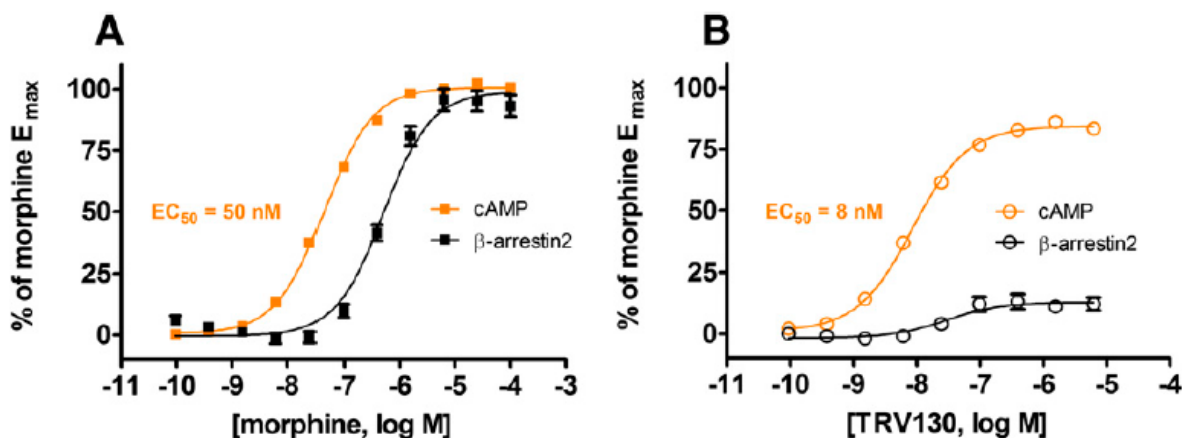 A
% of morphine Emax
100
75
50
25
0
EC50 = 50 nM
cAMP
β-arrestin2
-11 -10 -9 -8 -7 -6 -5 -4 -3
[morphine, log M]
B
% of morphine Emax
100
75
50
25
0
EC50 = 8 nM
cAMP
β-arrestin2
-11 -10 -9 -8 -7 -6 -5 -4
[TRV130, log M]